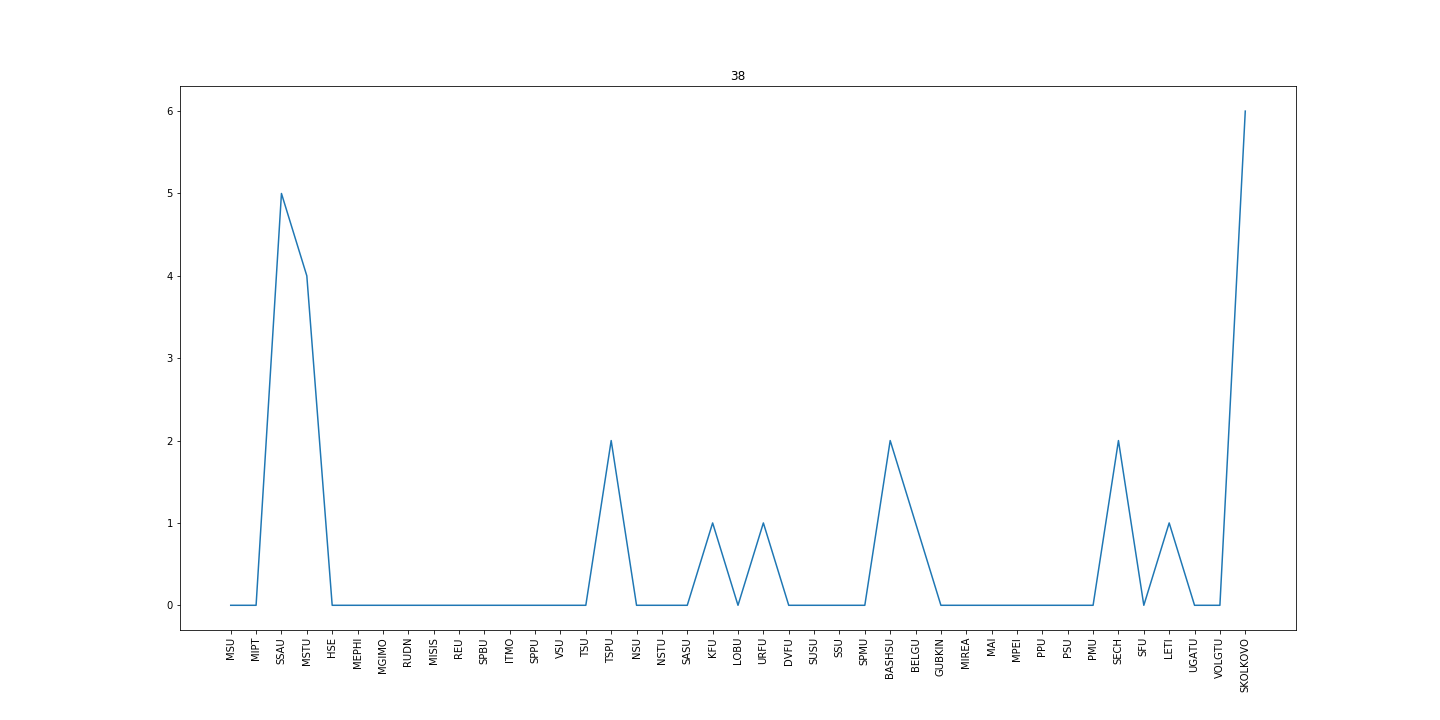 38
6
5
4
3
2
1
0
MSU
MIPT
SSAU
MSTU
HSE
MEPHI
MGIMO
RUDN
MISIS
REU
SPBU
ITMO
SPPU
VSU
TSU
TSPU
NSU
NSTU
SASU
KFU
LOBU
URFU
DVFU
SUSU
SSU
SPMU
BASHSU
BELGU
GUBKIN
MIREA
MAI
MPEI
PPU
PSU
PMU
SECH
SFU
LETI
UGATU
VOLGTU
SKOLKOVO